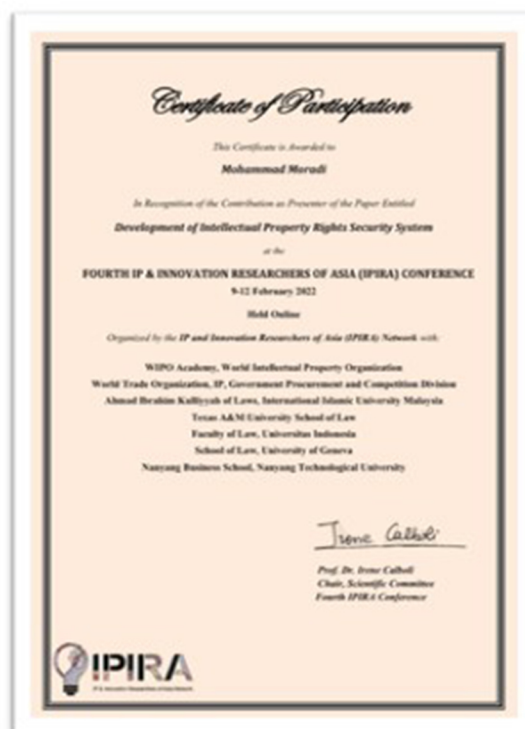 Certificate of Participation
This Certificate is Awarded to
Mohammad Moradi
In Recognition of the Contribution as Presenter of the Paper Entitled
Development of Intellectual Property Rights Security System
at the
FOURTH IP & INNOVATION RESEARCHERS OF ASIA (IPIRA) CONFERENCE
9-12 February 2022
Held Online
Organized by the IP and Innovation Researchers of Asia (IPIRA) Network with:
WIPO Academy, World Intellectual Property Organization
World Trade Organization, IP, Government Procurement and Competition Division
Ahmad Ibrahim Kulliyyah of Laws, International Islamic University Malaysia
Texas A&M University School of Law
Faculty of Law, Universitas Indonesia
School of Law, University of Geneva
Nanyang Business School, Nanyang Technological University
Irene Calboli
Prof. Dr. Irene Calboli
Chair, Scientific Committee
Fourth IPIRA Conference
IPIRA
IP & Innovation Researchers of Asia Network